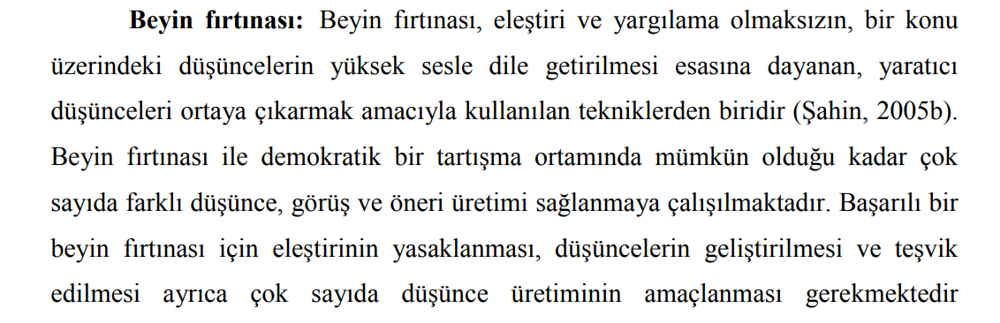 Beyin fırtınası: Beyin fırtınası, eleştiri ve yargılama olmaksızın, bir konu
üzerindeki düşüncelerin yüksek sesle dile getirilmesi esasına dayanan, yaratıcı
düşünceleri ortaya çıkarmak amacıyla kullanılan tekniklerden biridir (Şahin, 2005b).
Beyin fırtınası ile demokratik bir tartışma ortamında mümkün olduğu kadar çok
sayıda farklı düşünce, görüş ve öneri üretimi sağlanmaya çalışılmaktadır. Başarılı bir
beyin fırtınası için eleştirinin yasaklanması, düşüncelerin geliştirilmesi ve teşvik
edilmesi ayrıca çok sayıda düşünce üretiminin amaçlanması gerekmektedir